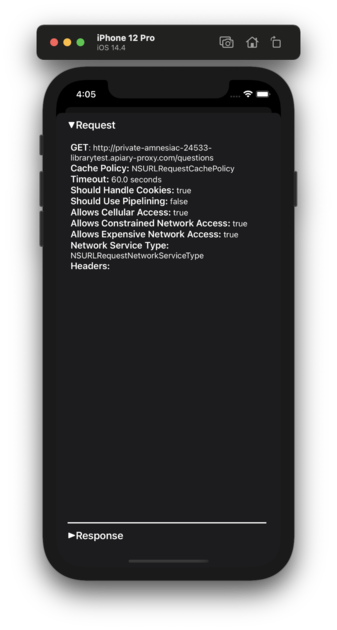 iPhone 12 Pro
iOS 14.4
4:05
▼Request
GET: http://private-amnesiac-24533-
librarytest.apiary-proxy.com/questions
Cache Policy: NSURLRequestCachePolicy
Timeout: 60.0 seconds
Should Handle Cookies: true
Should Use Pipelining: false
Allows Cellular Access: true
Allows Constrained Network Access: true
Allows Expensive Network Access: true
Network Service Type:
NSURLRequestNetworkServiceType
Headers:
►Response